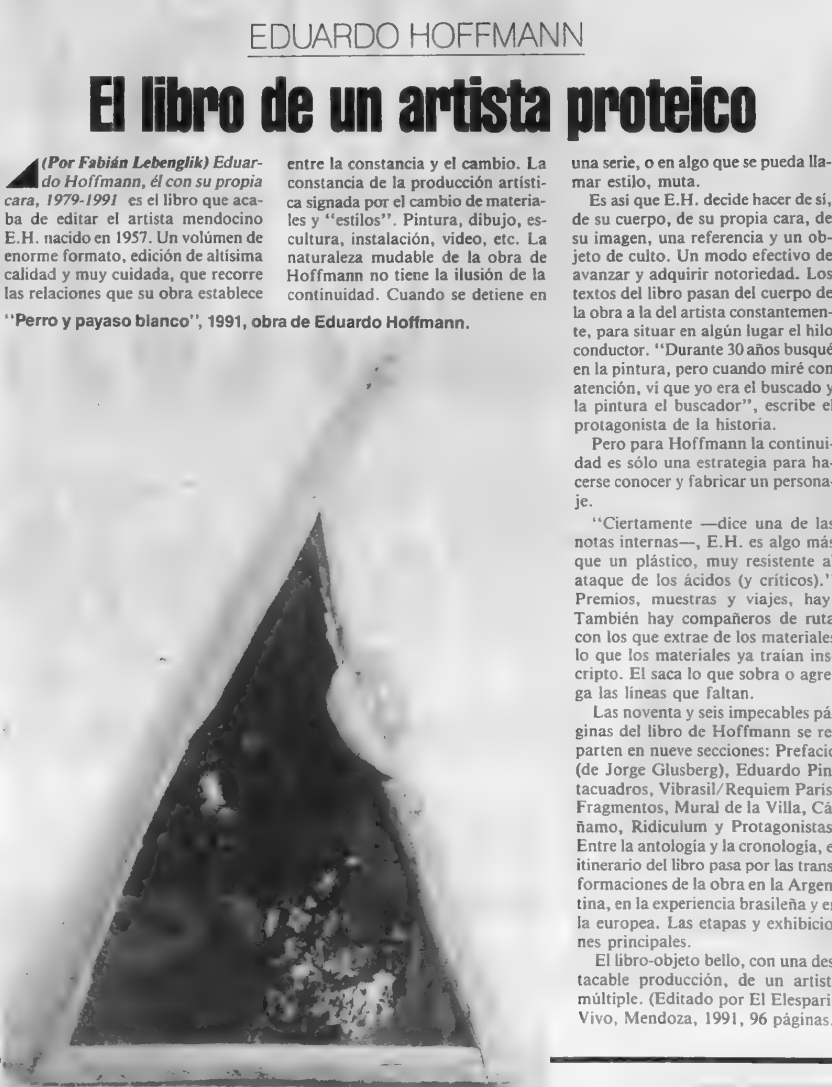 EDUARDO HOFFMANN
El libro de un artista proteico
(Por Fabián Lebenglik) Eduar-
do Hoffmann, él con su propia
cara, 1979-1991 es el libro que aca-
ba de editar el artista mendocino
E.H. nacido en 1957. Un volúmen de
enorme formato, edición de altísima
calidad y muy cuidada, que recorre
las relaciones que su obra establece
entre la constancia y el cambio. La
constancia de la producción artísti-
ca signada por el cambio de materia-
les y "estilos". Pintura, dibujo, es-
cultura, instalación, video, etc. La
naturaleza mudable de la obra de
Hoffmann no tiene la ilusión de la
continuidad. Cuando se detiene en
"Perro y payaso blanco", 1991, obra de Eduardo Hoffmann.
una serie, o en algo que se pueda lla-
mar estilo, muta.
Es así que E.H. decide hacer de sí,
de su cuerpo, de su propia cara, de
su imagen, una referencia y un ob-
jeto de culto. Un modo efectivo de
avanzar y adquirir notoriedad. Los
textos del libro pasan del cuerpo de
la obra a la del artista constantemen-
te, para situar en algún lugar el hilo
conductor. "Durante 30 años busqué
en la pintura, pero cuando miré con
atención, ví que yo era el buscado y
la pintura el buscador", escribe el
protagonista de la historia.
Pero para Hoffmann la continui-
dad es sólo una estrategia para ha-
cerse conocer y fabricar un persona-
je.
"Ciertamente —dice una de las
notas internas—, E.H. es algo más
que un plástico, muy resistente al
ataque de los ácidos (y críticos)."
Premios, muestras y viajes, hay.
También hay compañeros de ruta
con los que extrae de los materiales
lo que los materiales ya traían ins-
cripto. El saca lo que sobra o agre-
ga las líneas que faltan.
Las noventa y seis impecables pá-
ginas del libro de Hoffmann se re-
parten en nueve secciones: Prefacio
(de Jorge Glusberg), Eduardo Pin-
tacuadros, Vibrasil/Requiem París,
Fragmentos, Mural de la Villa, Cá-
ñamo, Ridiculum y Protagonistas.
Entre la antología y la cronología, el
itinerario del libro pasa por las trans-
formaciones de la obra en la Argen-
tina, en la experiencia brasileña y en
la europea. Las etapas y exhibicio-
nes principales.
El libro-objeto bello, con una des-
tacable producción, de un artista
múltiple. (Editado por El Elespari
Vivo, Mendoza, 1991, 96 páginas.